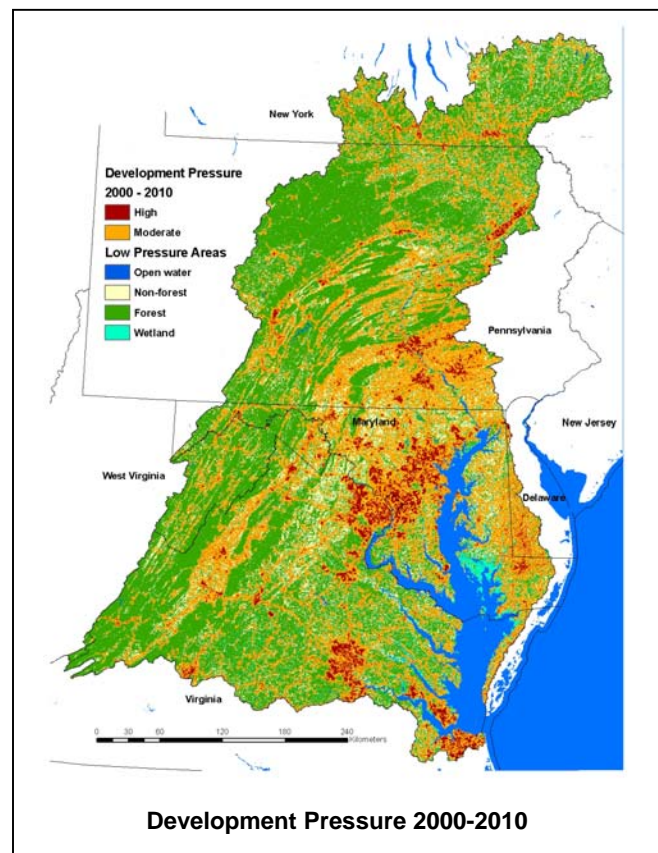 New York
Development Pressure
2000 - 2010
High
Moderate
Low Pressure Areas
Open water
Non-forest
Forest
Wetland
Pennsylvania
New Jersey
Maryland
West Virginia
Delaware
Virginia
0 30 60 120 180 240
Kilometers
Development Pressure 2000-2010